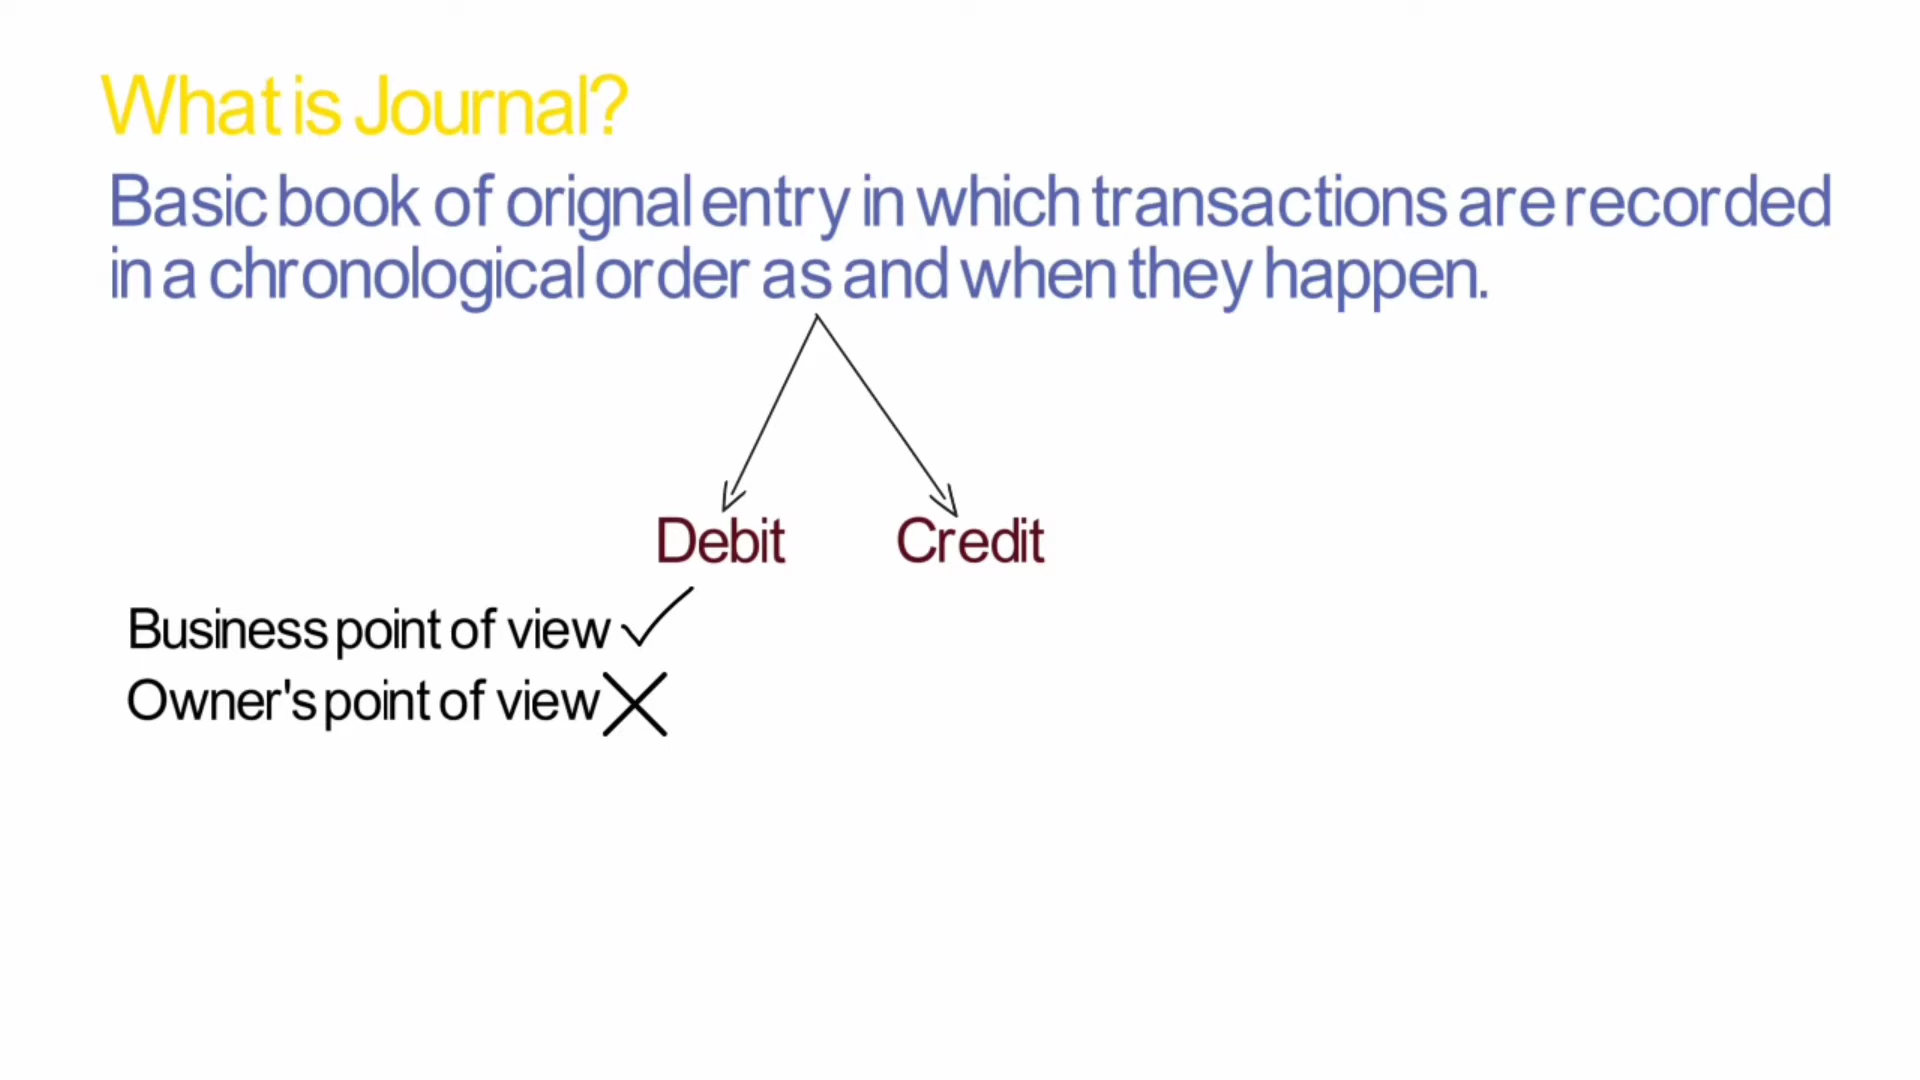 What is Journal?
Basic book of orignal entry in which transactions are recorded
in a chronological order as and when they happen.
Debit Credit
Business point of view
Owner's point of view